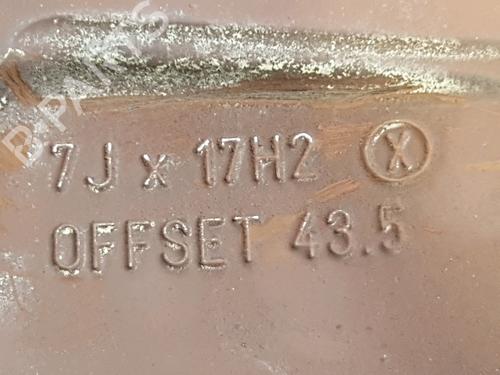 B-PARTS
7J x 17H2 Ⓧ
OFFSET 43.5